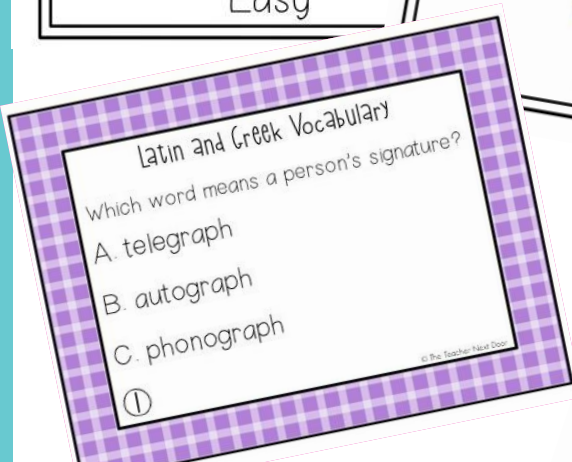 Easy
Latin and Greek Vocabulary
Which word means a person's signature?
A. telegraph
B. autograph
C. phonograph
© The Teacher Next Door
1